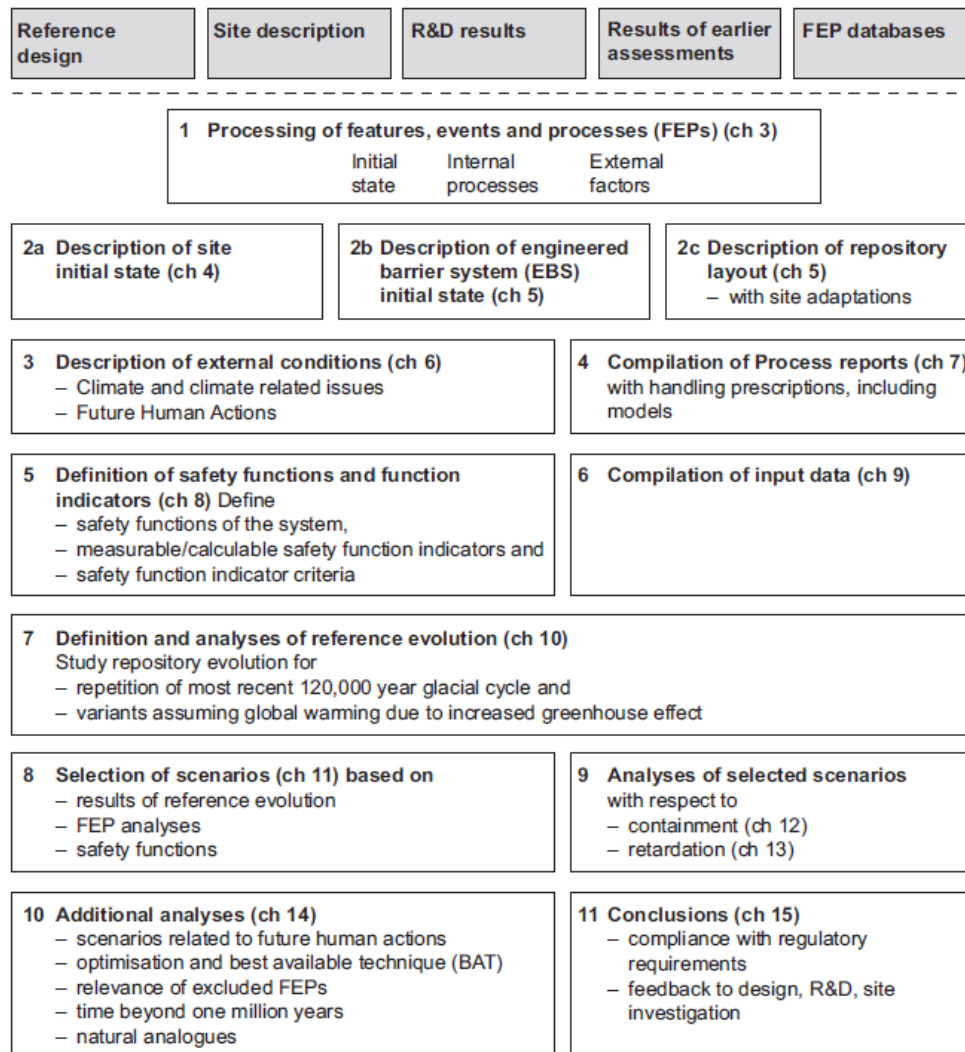 Reference design
Site description
R&D results
Results of earlier assessments
FEP databases
1 Processing of features, events and processes (FEPs) (ch 3)
Initial state
Internal processes
External factors
2a Description of site
initial state (ch 4)
2b Description of engineered
barrier system (EBS)
initial state (ch 5)
2c Description of repository
layout (ch 5)
– with site adaptations
3 Description of external conditions (ch 6)
– Climate and climate related issues
– Future Human Actions
4 Compilation of Process reports (ch 7)
with handling prescriptions, including
models
5 Definition of safety functions and function
indicators (ch 8) Define
– safety functions of the system,
– measurable/calculable safety function indicators and
– safety function indicator criteria
6 Compilation of input data (ch 9)
7 Definition and analyses of reference evolution (ch 10)
Study repository evolution for
– repetition of most recent 120,000 year glacial cycle and
– variants assuming global warming due to increased greenhouse effect
8 Selection of scenarios (ch 11) based on
– results of reference evolution
– FEP analyses
– safety functions
9 Analyses of selected scenarios
with respect to
– containment (ch 12)
– retardation (ch 13)
10 Additional analyses (ch 14)
– scenarios related to future human actions
– optimisation and best available technique (BAT)
– relevance of excluded FEPs
– time beyond one million years
– natural analogues
11 Conclusions (ch 15)
– compliance with regulatory
requirements
– feedback to design, R&D, site
investigation